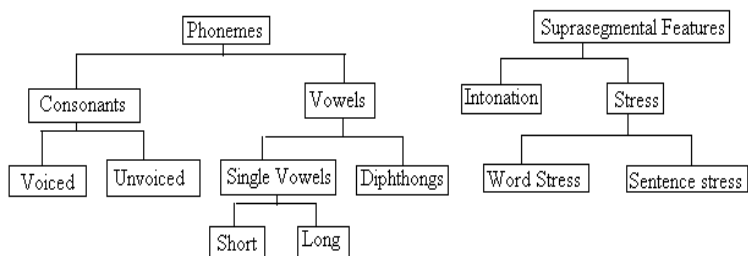 Phonemes
Suprasegmental Features
Consonants
Vowels
Intonation
Stress
Voiced
Unvoiced
Single Vowels
Diphthongs
Word Stress
Sentence stress
Short
Long